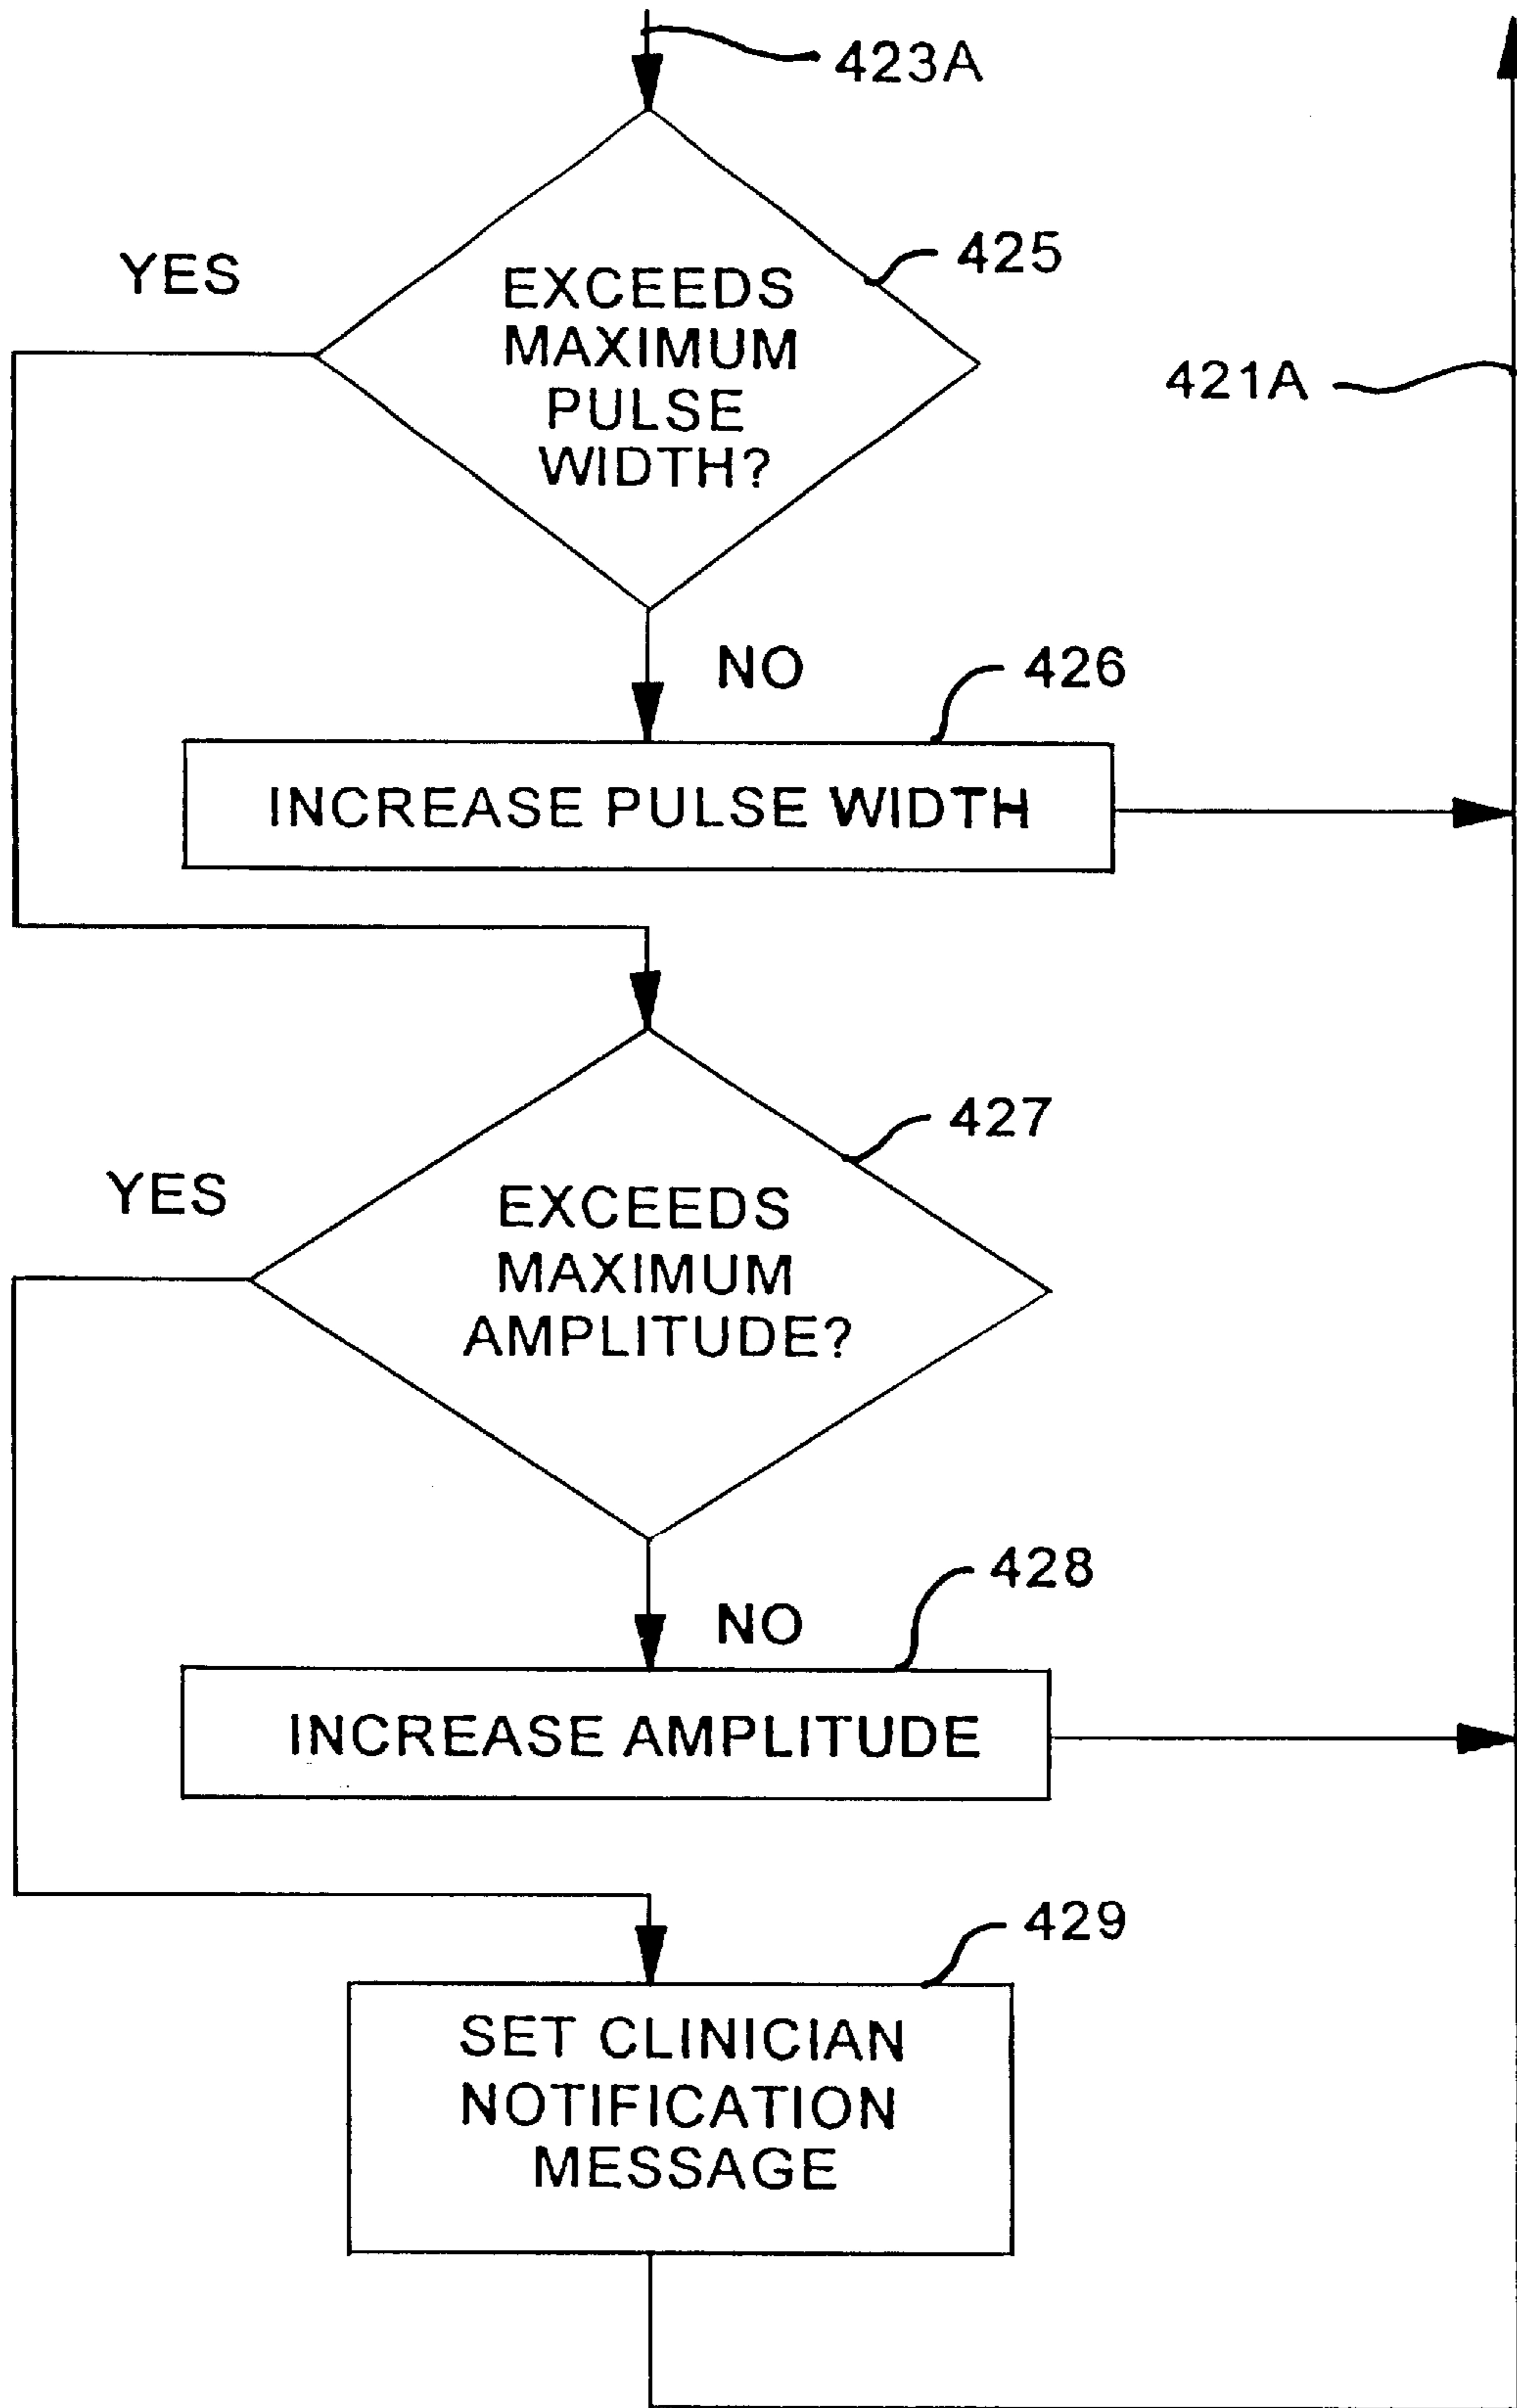 423A
YES
425
EXCEEDS
MAXIMUM
PULSE
WIDTH?
421A
NO
426
INCREASE PULSE WIDTH
427
YES
EXCEEDS
MAXIMUM
AMPLITUDE?
428
NO
INCREASE AMPLITUDE
429
SET CLINICIAN
NOTIFICATION
MESSAGE